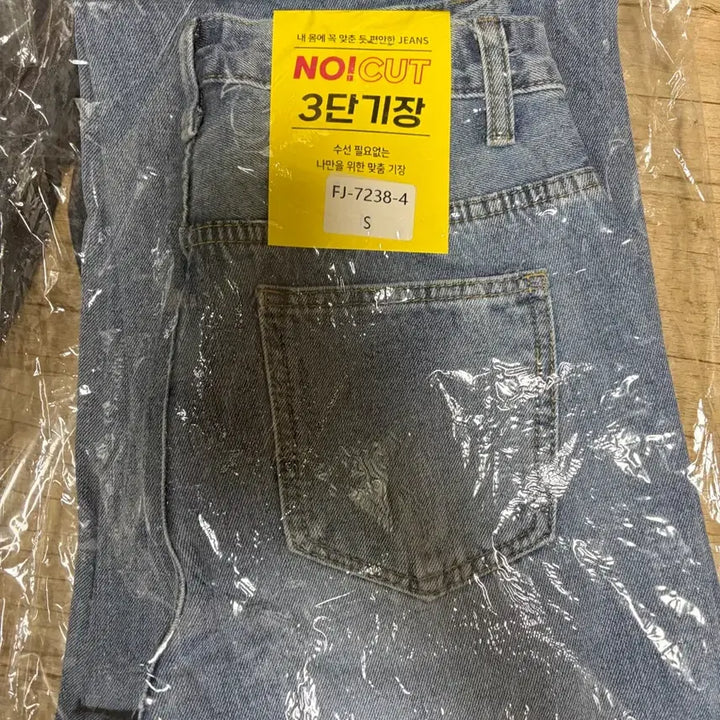 내 몸에 꼭 맞춘 듯 편안한 JEANS
NO!CUT
3단기장
수선 필요없는
나만을 위한 맞춤 기장
FJ-7238-4
S